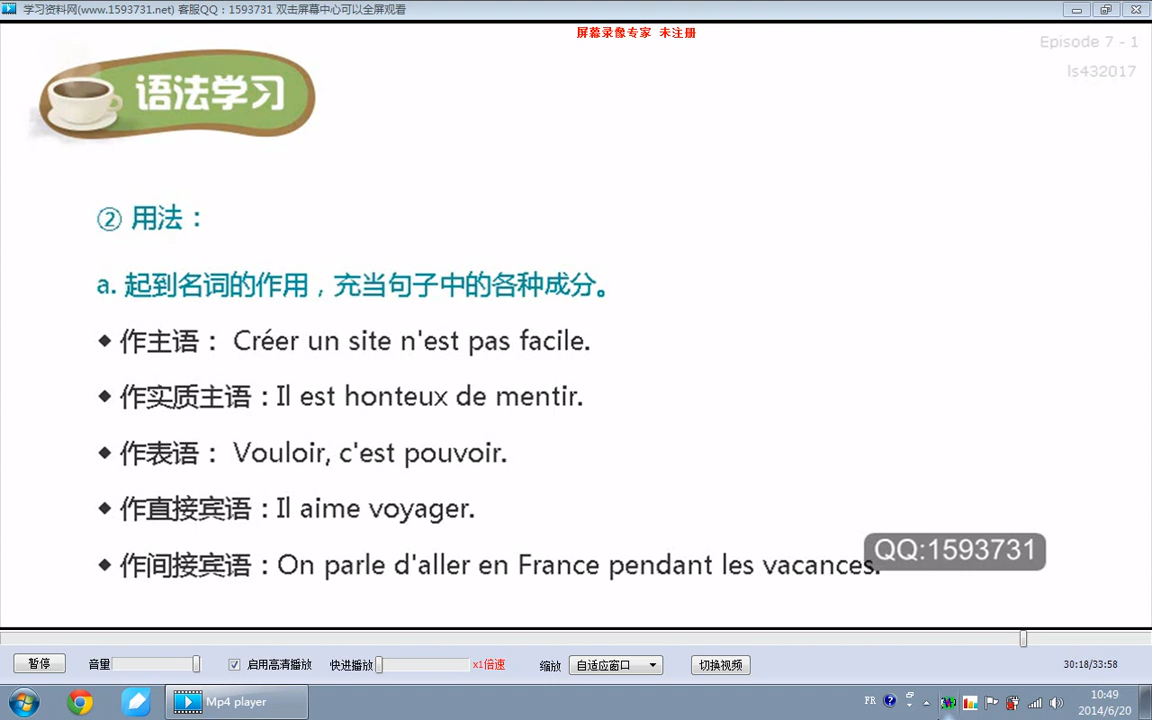 学习资料网(www.1593731.net) 客服QQ：1593731 双击屏幕中心可以全屏观看
屏幕录像专家 未注册
Episode 7 - 1
ls432017
语法学习
② 用法：
a. 起到名词的作用，充当句子中的各种成分。
◆ 作主语： Créer un site n'est pas facile.
◆ 作实质主语：Il est honteux de mentir.
◆ 作表语： Vouloir, c'est pouvoir.
◆ 作直接宾语：Il aime voyager.
◆ 作间接宾语：On parle d'aller en France pendant les vacances.
QQ:1593731
暂停 音量 启用高清播放 快进播放 x1倍速 缩放 自适应窗口 切换视频 30:18/33:58
Mp4 player FR 10:49
2014/6/20